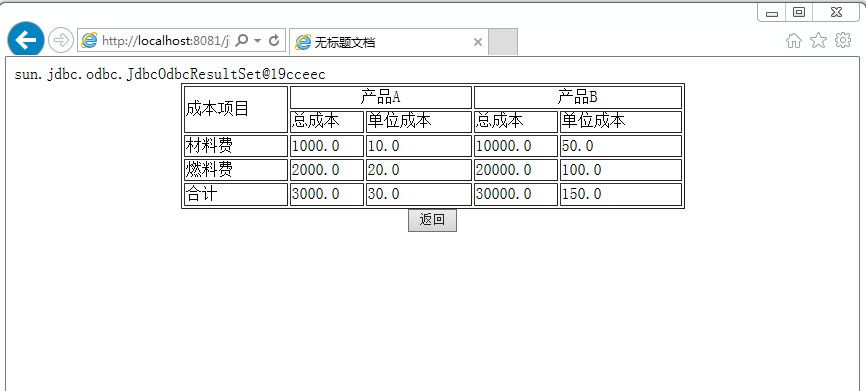 http://localhost:8081/j
无标题文档
sun.jdbc.odbc.JdbcOdbcResultSet@19cceec
成本项目 产品A 产品B
总成本 单位成本 总成本 单位成本
材料费 1000.0 10.0 10000.0 50.0
燃料费 2000.0 20.0 20000.0 100.0
合计 3000.0 30.0 30000.0 150.0
返回